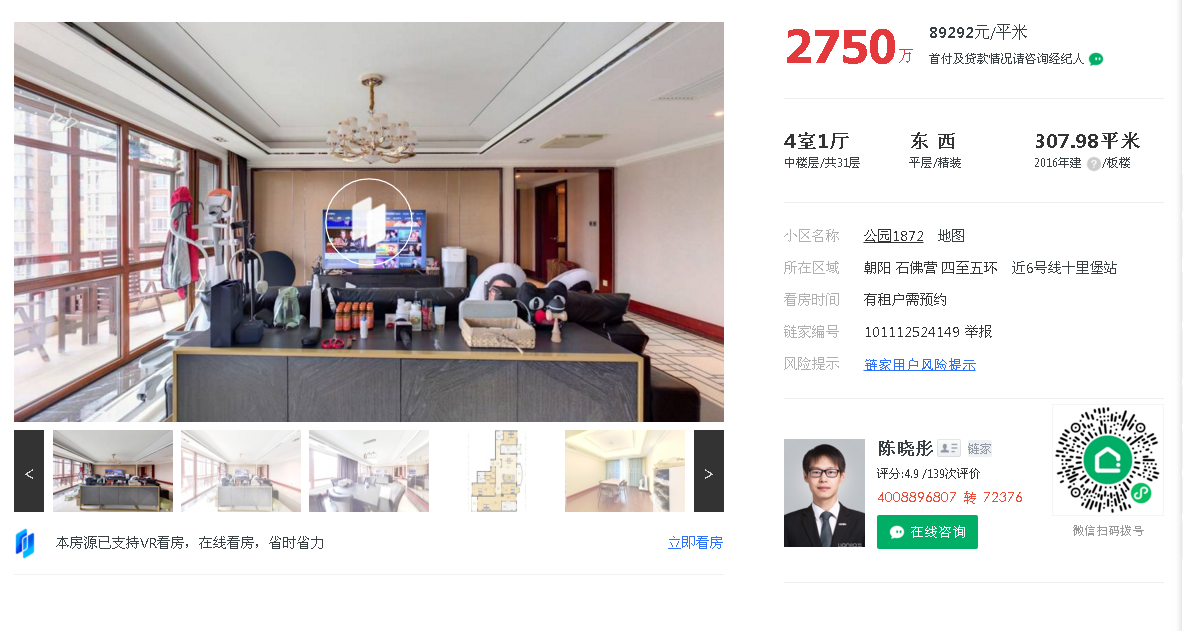 2750万
89292元/平米
首付及贷款情况请咨询经纪人
4室1厅
中楼层/共31层
东 西
平层/精装
307.98平米
2016年建 ?/板楼
小区名称 公园1872 地图
所在区域 朝阳 石佛营 四至五环 近6号线十里堡站
看房时间 有租户需预约
链家编号 101112524149 举报
风险提示 链家用户风险提示
<
>
本房源已支持VR看房，在线看房，省时省力
立即看房
陈晓彤 链家
评分:4.9 /139次评价
4008896807 转 72376
在线咨询
微信扫码拨号